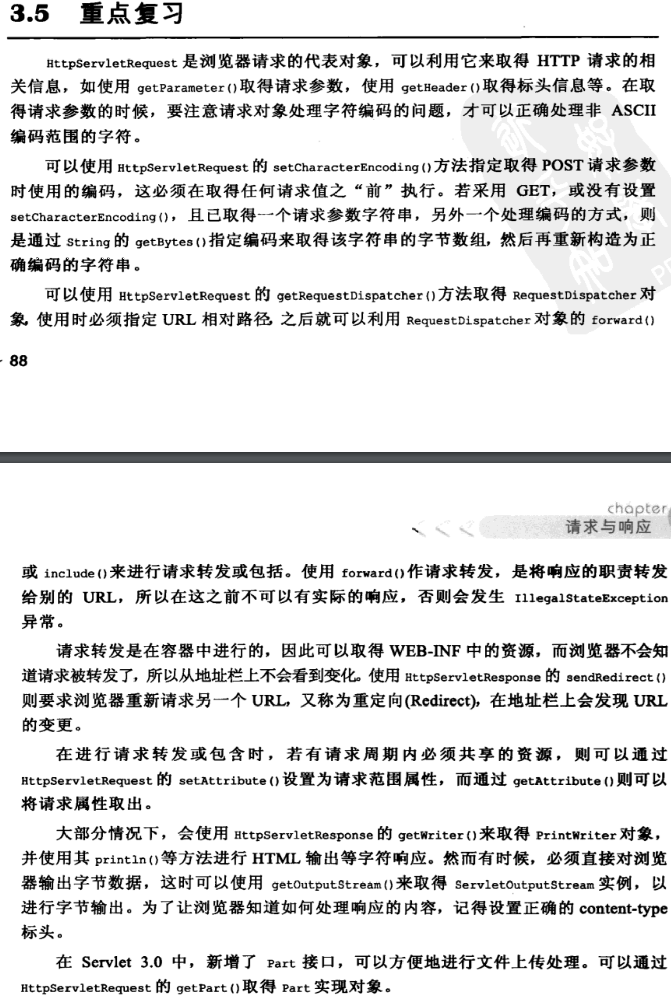 3.5 重点复习
HttpServletRequest 是浏览器请求的代表对象，可以利用它来取得 HTTP 请求的相
关信息，如使用 getParameter()取得请求参数，使用 getHeader()取得标头信息等。在取
得请求参数的时候，要注意请求对象处理字符编码的问题，才可以正确处理非 ASCII
编码范围的字符。
可以使用 HttpServletRequest 的 setCharacterEncoding()方法指定取得 POST 请求参数
时使用的编码，这必须在取得任何请求值之“前”执行。若采用 GET，或没有设置
setCharacterEncoding()，且已取得一个请求参数字符串，另外一个处理编码的方式，则
是通过 String 的 getBytes()指定编码来取得该字符串的字节数组，然后再重新构造为正
确编码的字符串。
可以使用 HttpServletRequest 的 getRequestDispatcher()方法取得 RequestDispatcher 对
象，使用时必须指定 URL 相对路径，之后就可以利用 RequestDispatcher 对象的 forward()
88
chapter
请求与响应
或 include()来进行请求转发或包括。使用 forward()作请求转发，是将响应的职责转发
给别的 URL，所以在这之前不可以有实际的响应，否则会发生 IllegalStateException
异常。
请求转发是在容器中进行的，因此可以取得 WEB-INF 中的资源，而浏览器不会知
道请求被转发了，所以从地址栏上不会看到变化。使用 HttpServletResponse 的 sendRedirect()
则要求浏览器重新请求另一个 URL，又称为重定向(Redirect)，在地址栏上会发现 URL
的变更。
在进行请求转发或包含时，若有请求周期内必须共享的资源，则可以通过
HttpServletRequest 的 setAttribute()设置为请求范围属性，而通过 getAttribute()则可以
将请求属性取出。
大部分情况下，会使用 HttpServletResponse 的 getWriter()来取得 PrintWriter 对象，
并使用其 println()等方法进行 HTML 输出等字符响应。然而有时候，必须直接对浏览
器输出字节数据，这时可以使用 getOutputStream()来取得 ServletOutputStream 实例，以
进行字节输出。为了让浏览器知道如何处理响应的内容，记得设置正确的 content-type
标头。
在 Servlet 3.0 中，新增了 Part 接口，可以方便地进行文件上传处理。可以通过
HttpServletRequest 的 getPart()取得 Part 实现对象。